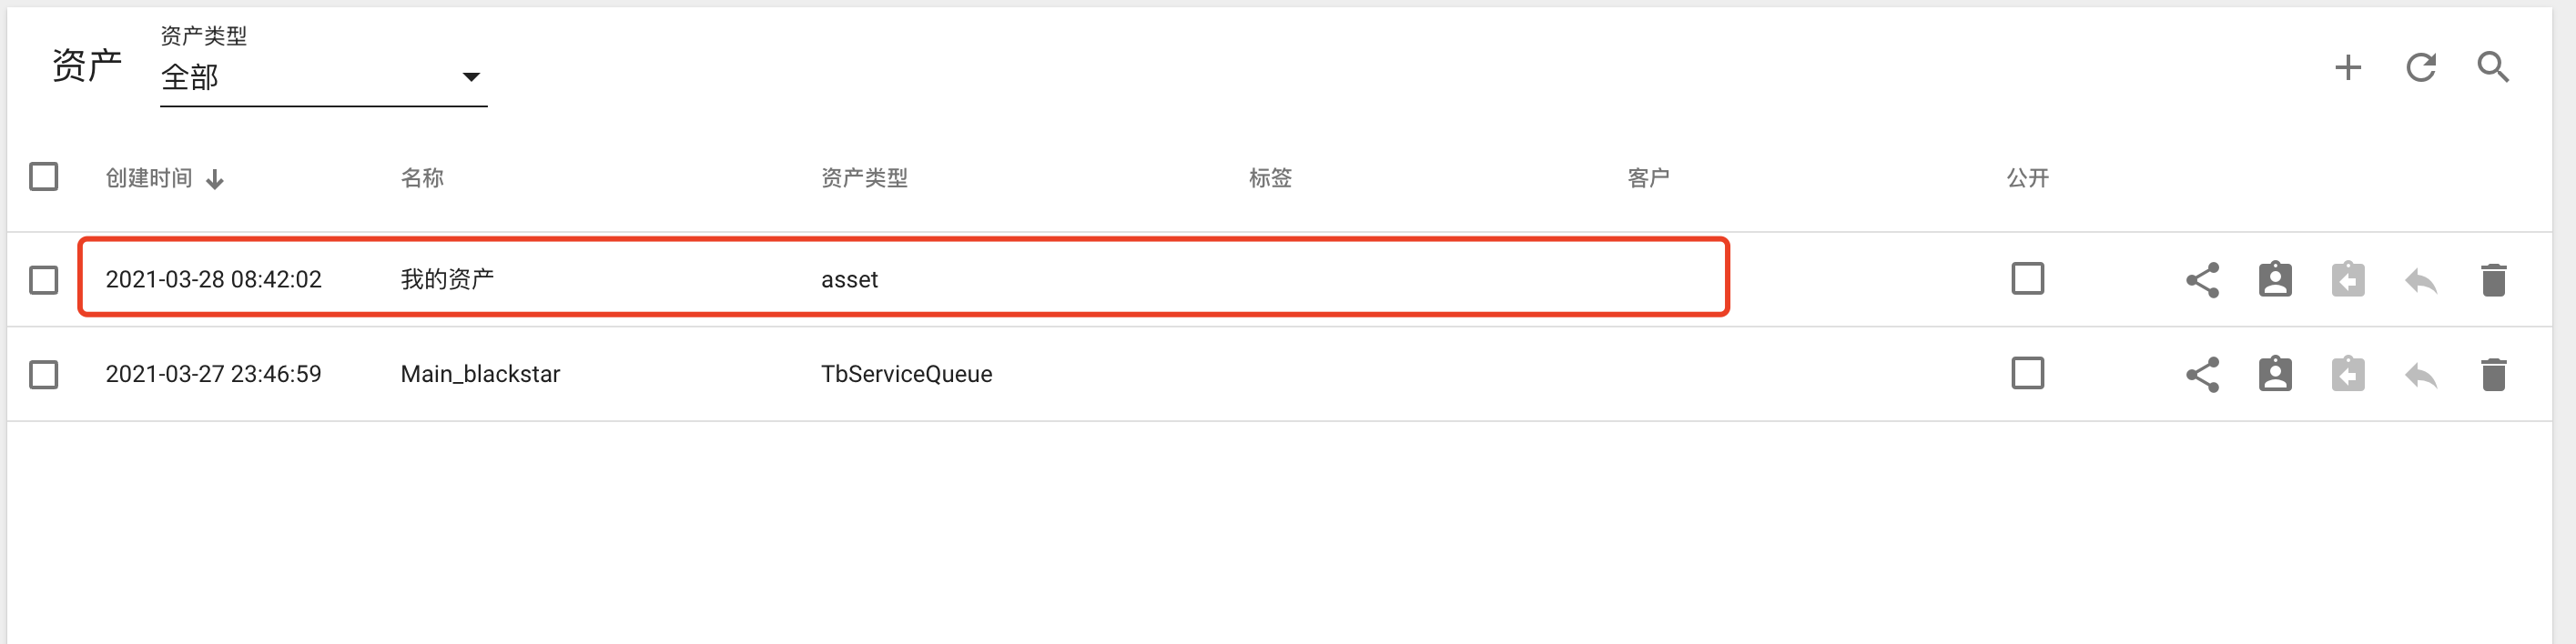 资产
资产类型
全部
创建时间 名称 资产类型 标签 客户 公开
2021-03-28 08:42:02 我的资产 asset
2021-03-27 23:46:59 Main_blackstar TbServiceQueue